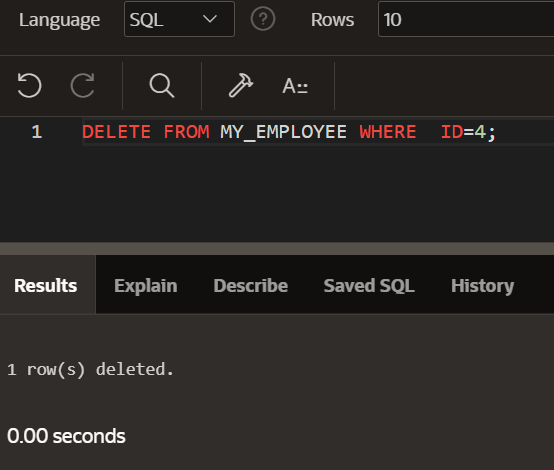 Language SQL Rows 10
A::
1 DELETE FROM MY_EMPLOYEE WHERE  ID=4;
Results Explain Describe Saved SQL History
1 row(s) deleted.
0.00 seconds